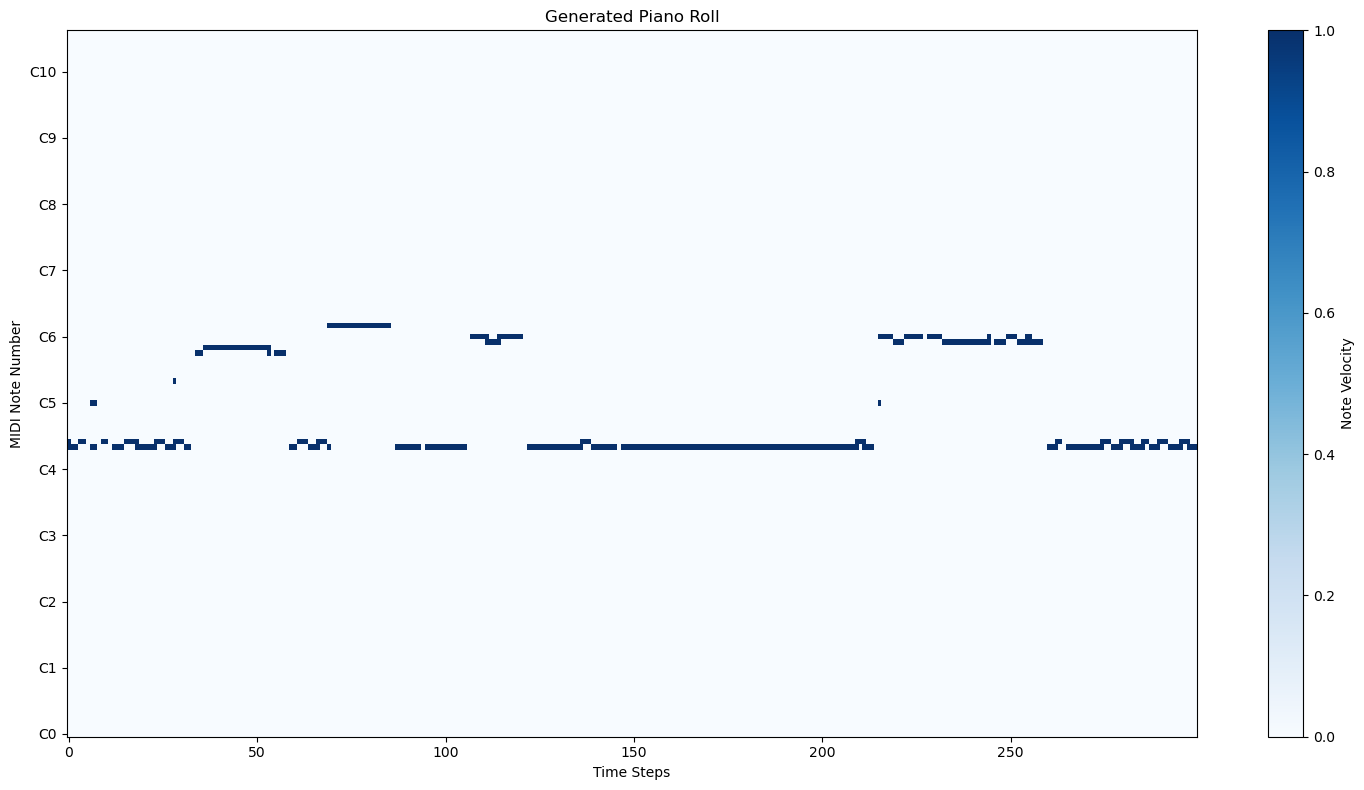 Generated Piano Roll
MIDI Note Number
C10
C9
C8
C7
C6
C5
C4
C3
C2
C1
C0
0 50 100 150 200 250
Time Steps
1.0
0.8
0.6
0.4
0.2
0.0
Note Velocity